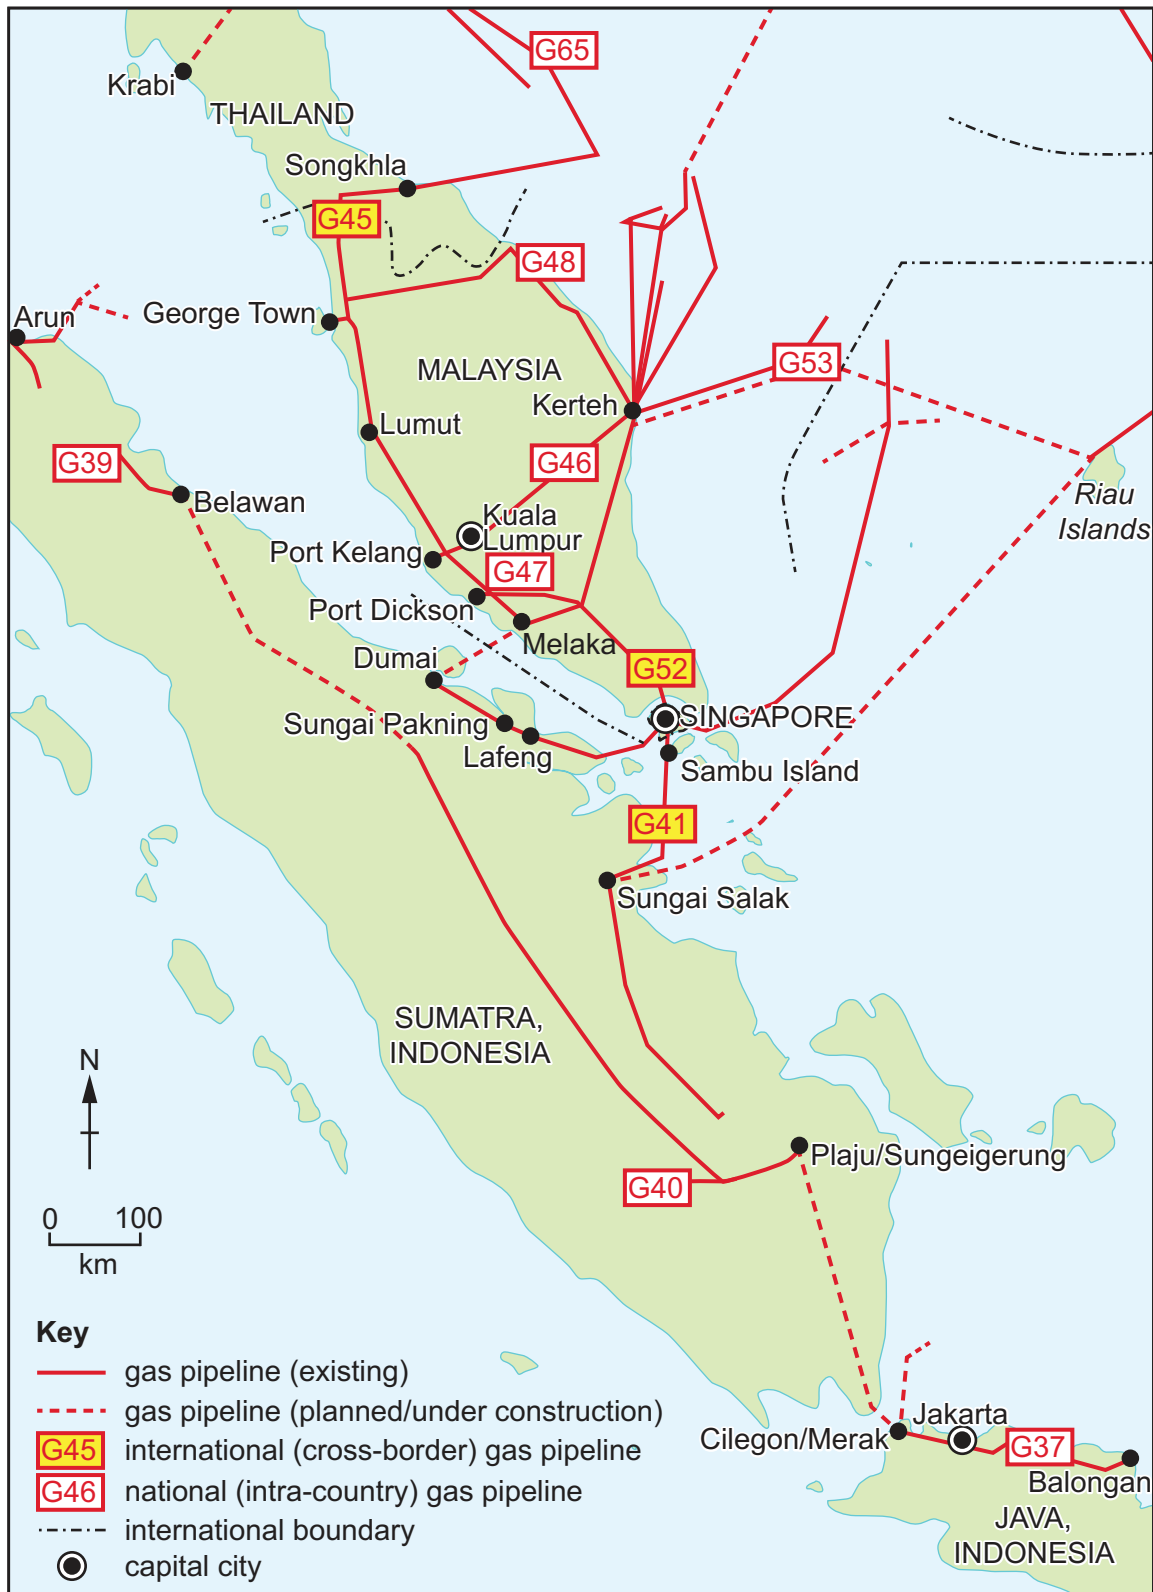 G65
Krabi
THAILAND
Songkhla
G45
G48
Arun
George Town
MALAYSIA
G53
Kerteh
Lumut
G39
G46
Belawan
Riau
Islands
Kuala
Lumpur
Port Kelang
G47
Port Dickson
Melaka
Dumai
G52
Sungai Pakning
SINGAPORE
Lafeng
Sambu Island
G41
Sungai Salak
SUMATRA,
INDONESIA
N
Plaju/Sungeigerung
G40
0 100
km
Key
gas pipeline (existing)
gas pipeline (planned/under construction)
G45 international (cross-border) gas pipeline
G46 national (intra-country) gas pipeline
international boundary
capital city
Jakarta
Cilegon/Merak
G37
Balongan
JAVA,
INDONESIA